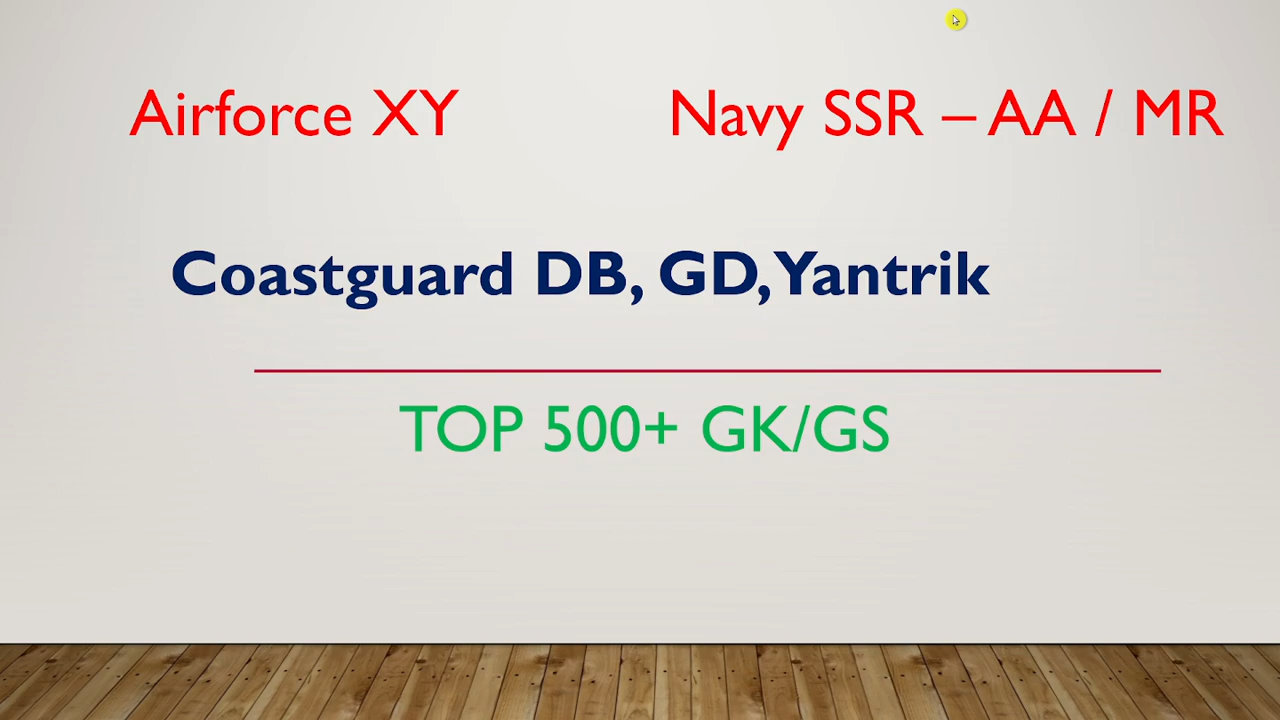 Airforce XY Navy SSR – AA / MR
Coastguard DB, GD, Yantrik
TOP 500+ GK/GS